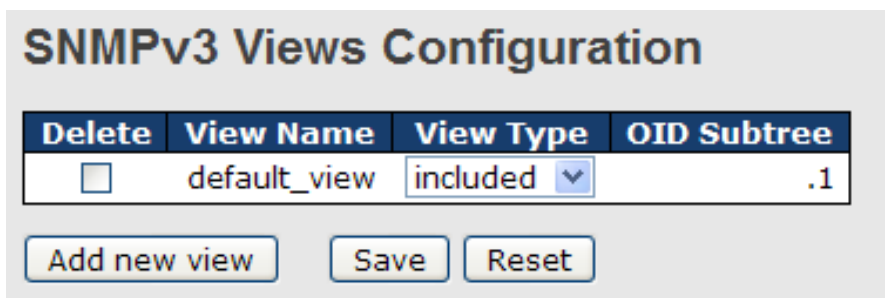 SNMPv3 Views Configuration
Delete View Name View Type OID Subtree
default_view included .1
Add new view Save Reset